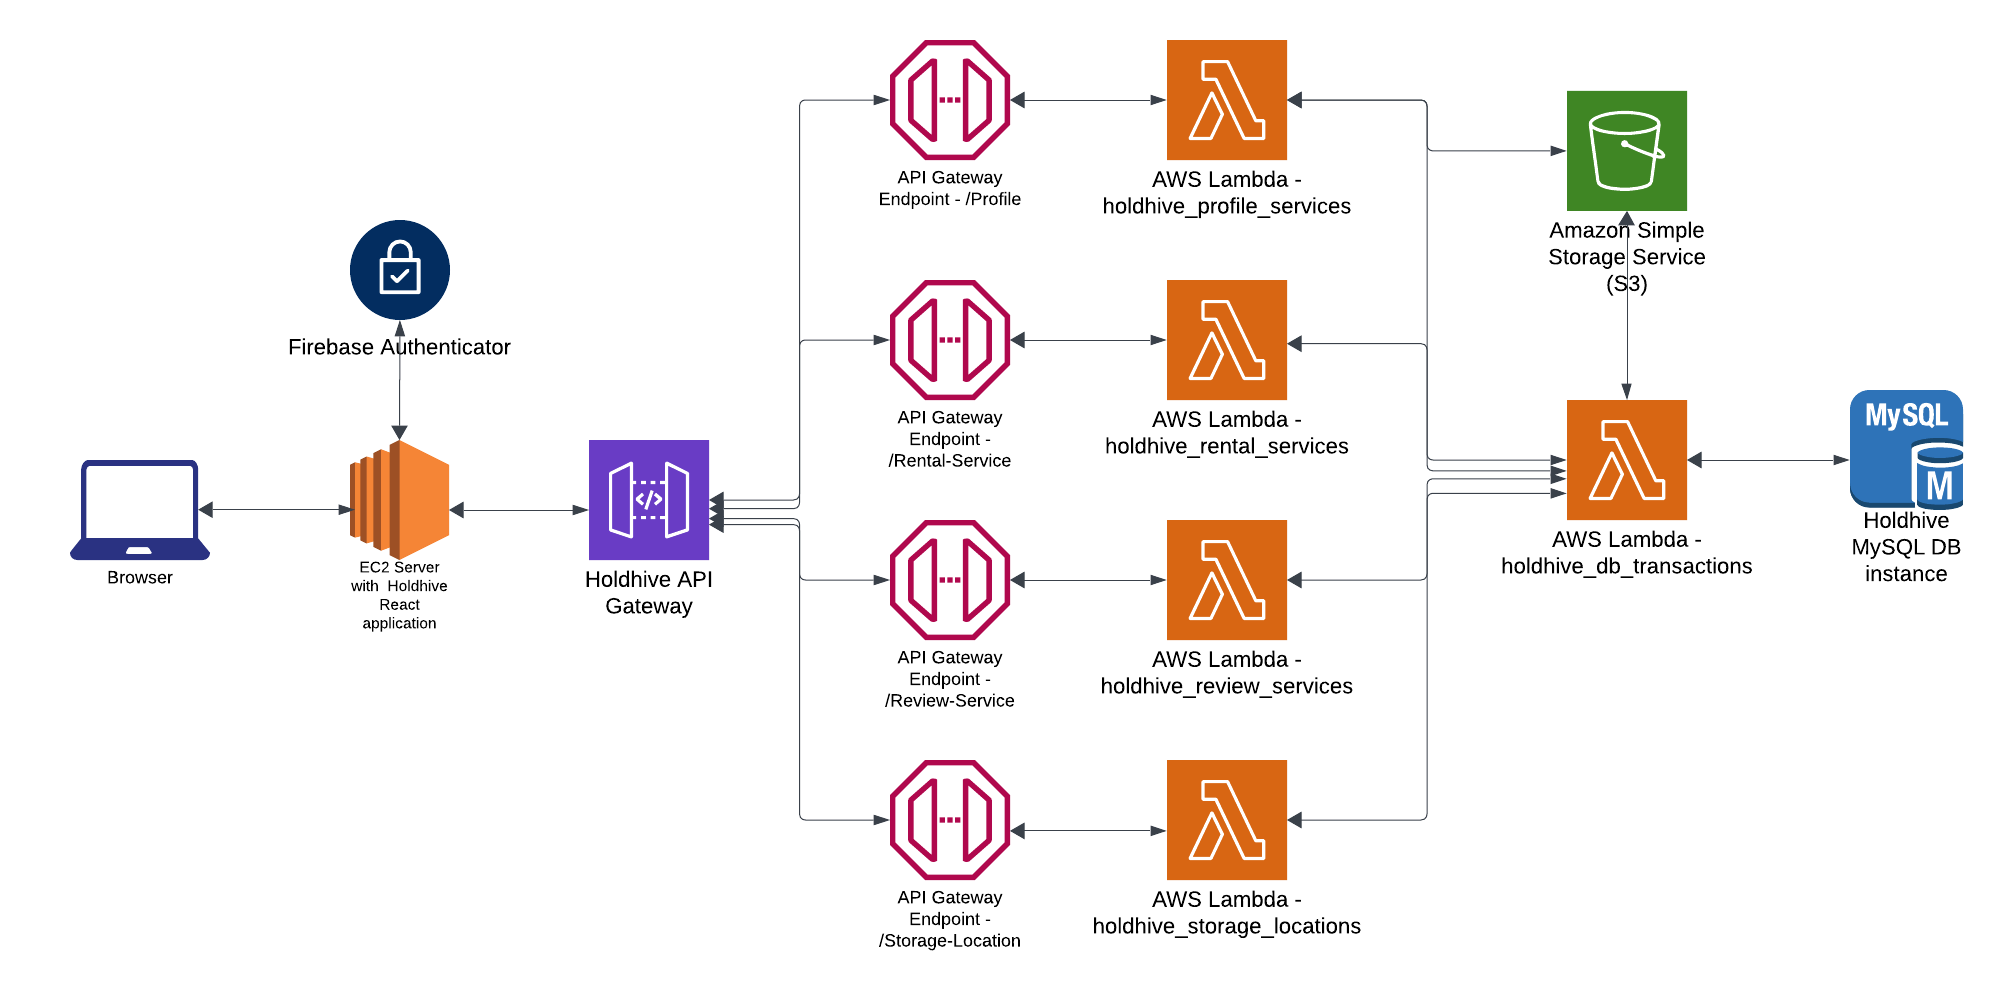 API Gateway
Endpoint - /Profile
AWS Lambda -
holdhive_profile_services
Amazon Simple
Storage Service
(S3)
Firebase Authenticator
API Gateway
Endpoint -
/Rental-Service
AWS Lambda -
holdhive_rental_services
MySQL
M
Holdhive
MySQL DB
instance
Browser
EC2 Server
with Holdhive
React
application
</>
Holdhive API
Gateway
AWS Lambda -
holdhive_db_transactions
API Gateway
Endpoint -
/Review-Service
AWS Lambda -
holdhive_review_services
API Gateway
Endpoint -
/Storage-Location
AWS Lambda -
holdhive_storage_locations